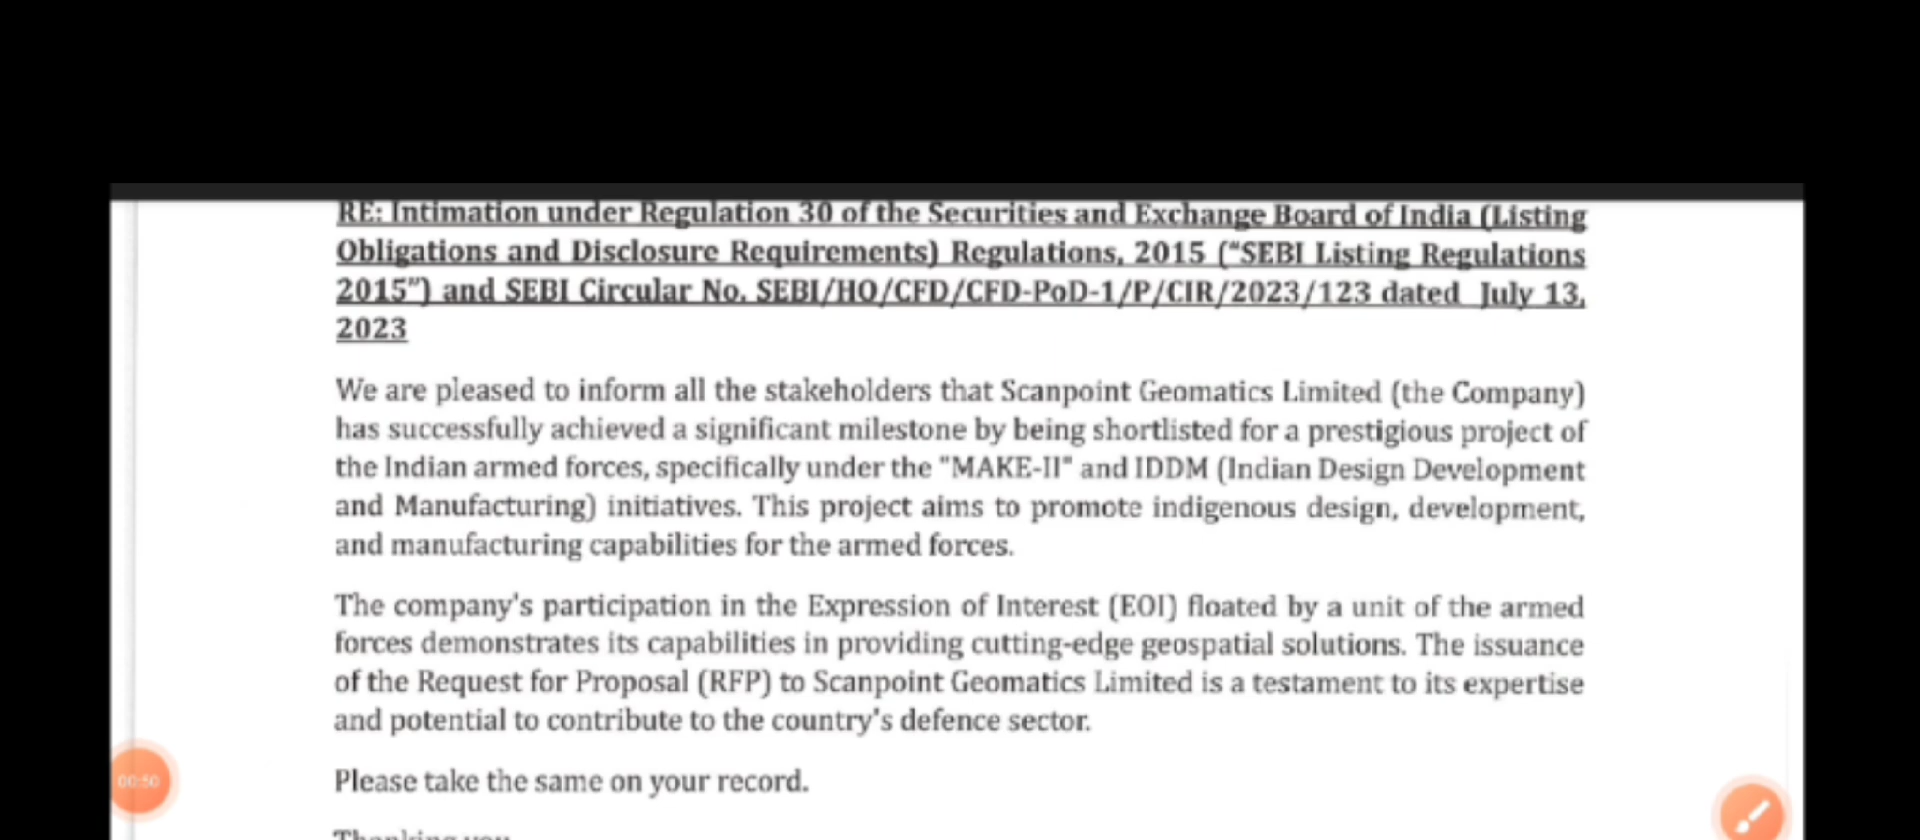 RE: Intimation under Regulation 30 of the Securities and Exchange Board of India (Listing
Obligations and Disclosure Requirements) Regulations, 2015 ("SEBI Listing Regulations
2015") and SEBI Circular No. SEBI/HO/CFD/CFD-PoD-1/P/CIR/2023/123 dated July 13,
2023
We are pleased to inform all the stakeholders that Scanpoint Geomatics Limited (the Company)
has successfully achieved a significant milestone by being shortlisted for a prestigious project of
the Indian armed forces, specifically under the "MAKE-II" and IDDM (Indian Design Development
and Manufacturing) initiatives. This project aims to promote indigenous design, development,
and manufacturing capabilities for the armed forces.
The company's participation in the Expression of Interest (EOI) floated by a unit of the armed
forces demonstrates its capabilities in providing cutting-edge geospatial solutions. The issuance
of the Request for Proposal (RFP) to Scanpoint Geomatics Limited is a testament to its expertise
and potential to contribute to the country's defence sector.
00:50
Please take the same on your record.
Thanking you